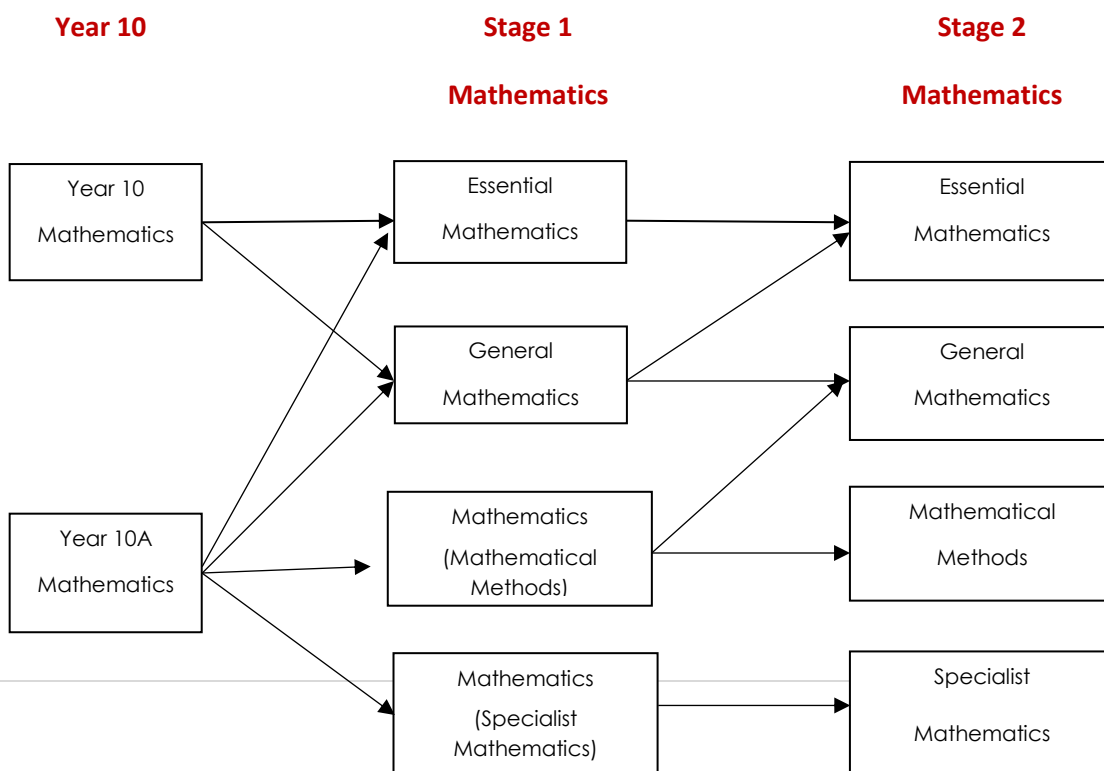 Year 10
Stage 1
Mathematics
Stage 2
Mathematics
Year 10
Mathematics
Essential
Mathematics
Essential
Mathematics
General
Mathematics
General
Mathematics
Year 10A
Mathematics
Mathematics
(Mathematical
Methods)
Mathematical
Methods
Mathematics
(Specialist
Mathematics)
Specialist
Mathematics